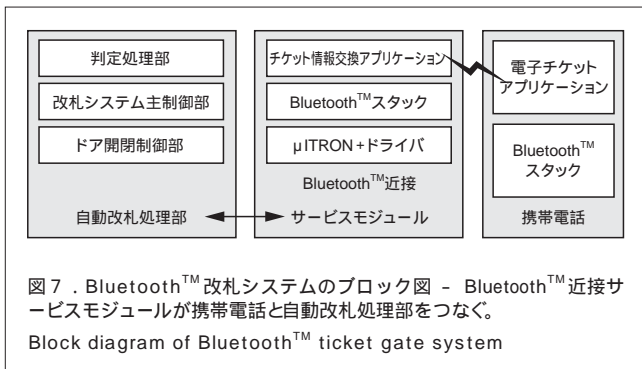 判定処理部
改札システム主制御部
ドア開閉制御部
自動改札処理部
チケット情報交換アプリケーション
Bluetooth™スタック
μITRON+ドライバ
Bluetooth™近接
サービスモジュール
電子チケット
アプリケーション
Bluetooth™
スタック
携帯電話
図7．Bluetooth™改札システムのブロック図 － Bluetooth™近接サ
ービスモジュールが携帯電話と自動改札処理部をつなぐ。
Block diagram of Bluetooth™ ticket gate system